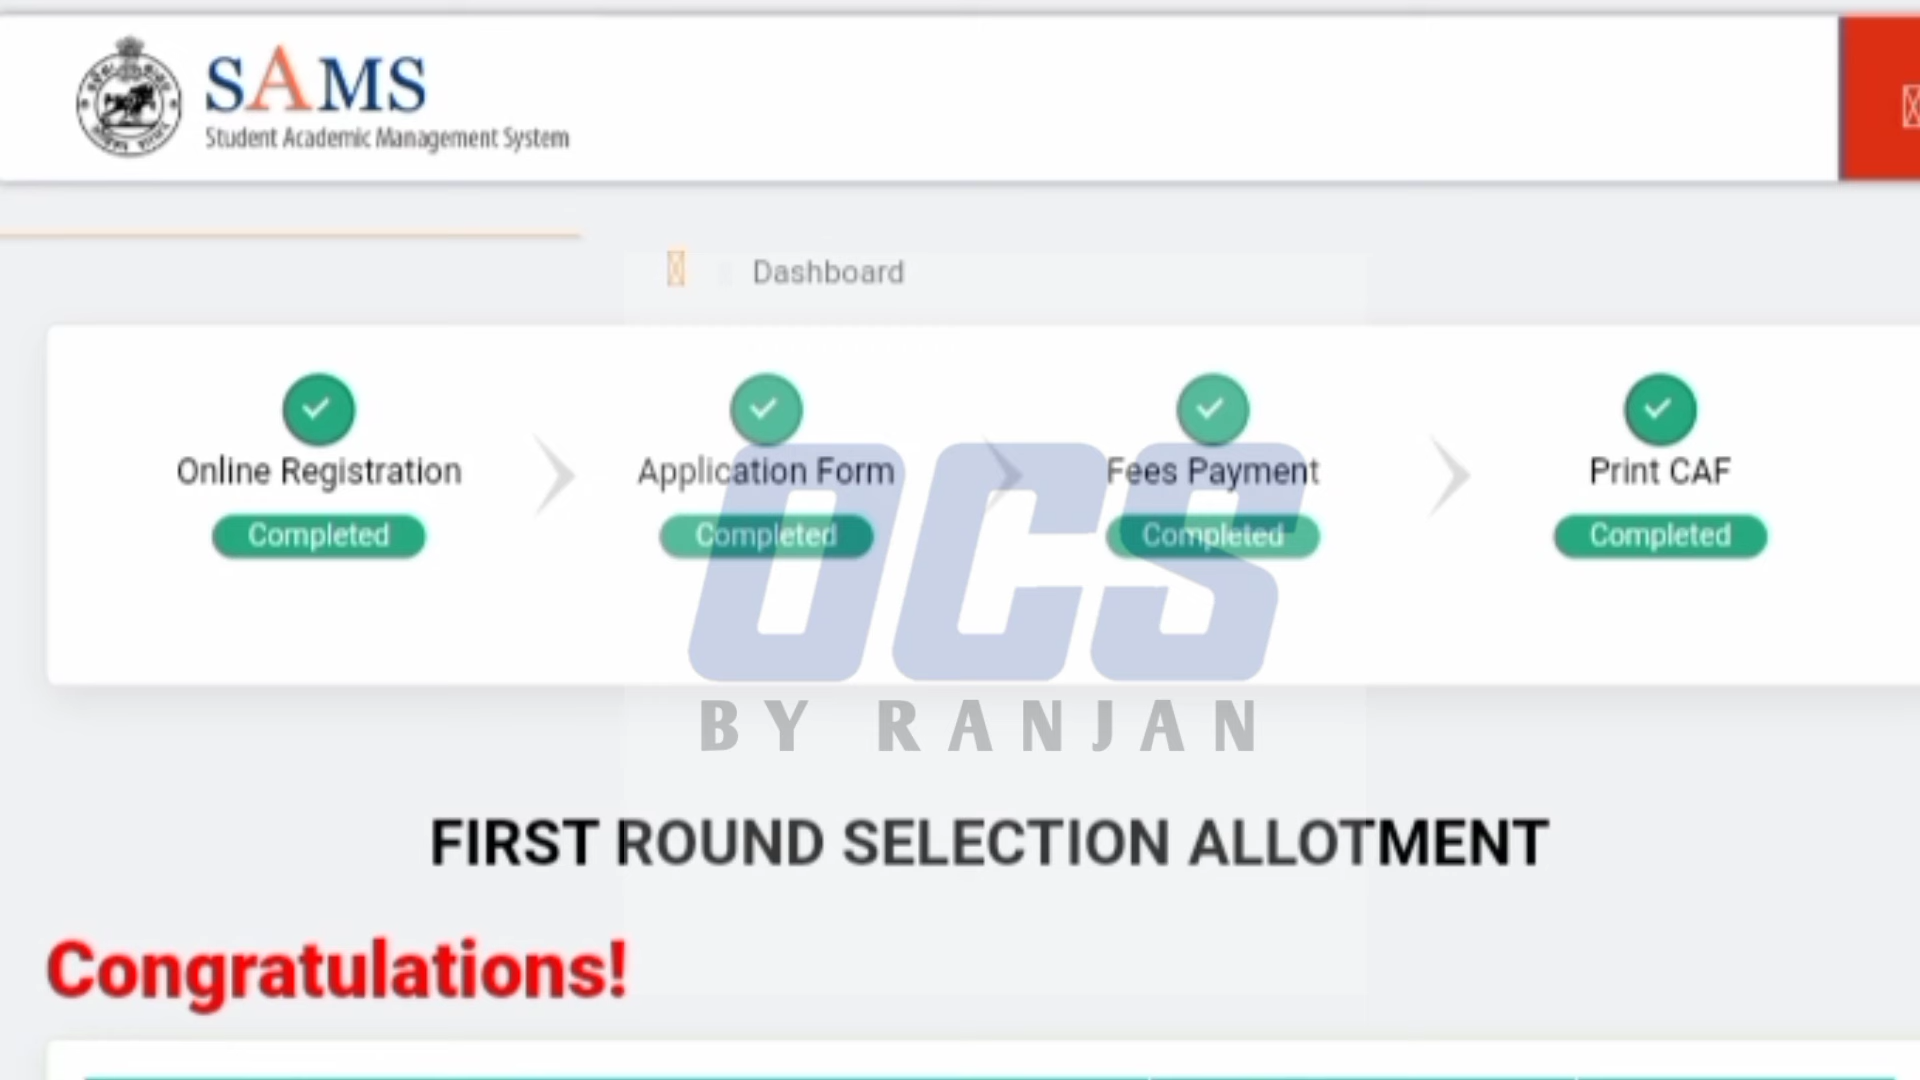 SAMS
Student Academic Management System
Dashboard
Online Registration
Application Form
Fees Payment
Print CAF
Completed
Completed
Completed
Completed
OCS
BY RANJAN
FIRST ROUND SELECTION ALLOTMENT
Congratulations!